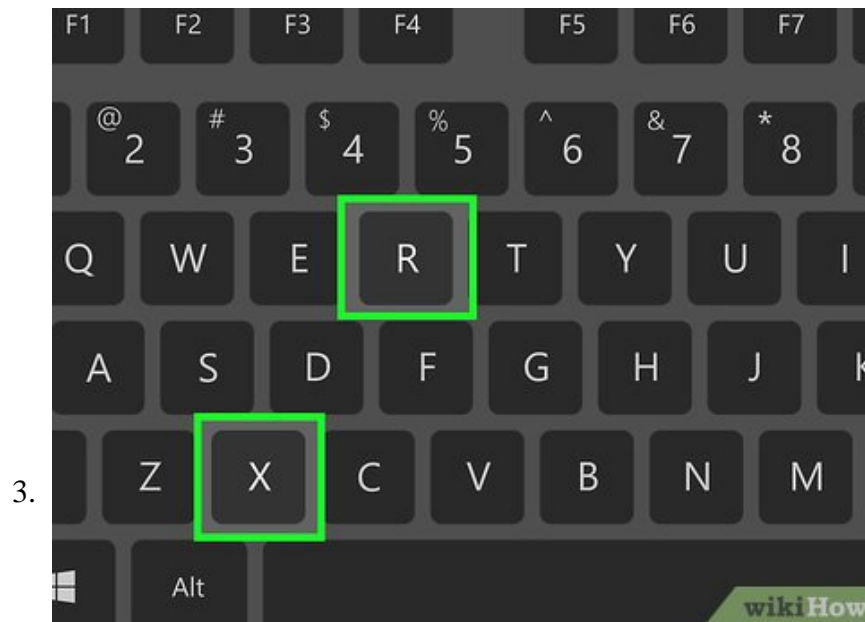 F1 F2 F3 F4 F5 F6 F7
@ 2 # 3 $ 4 % 5 ^ 6 & 7 * 8
Q W E R T Y U I
A S D F G H J K
3. Z X C V B N M
Alt
wikiHow